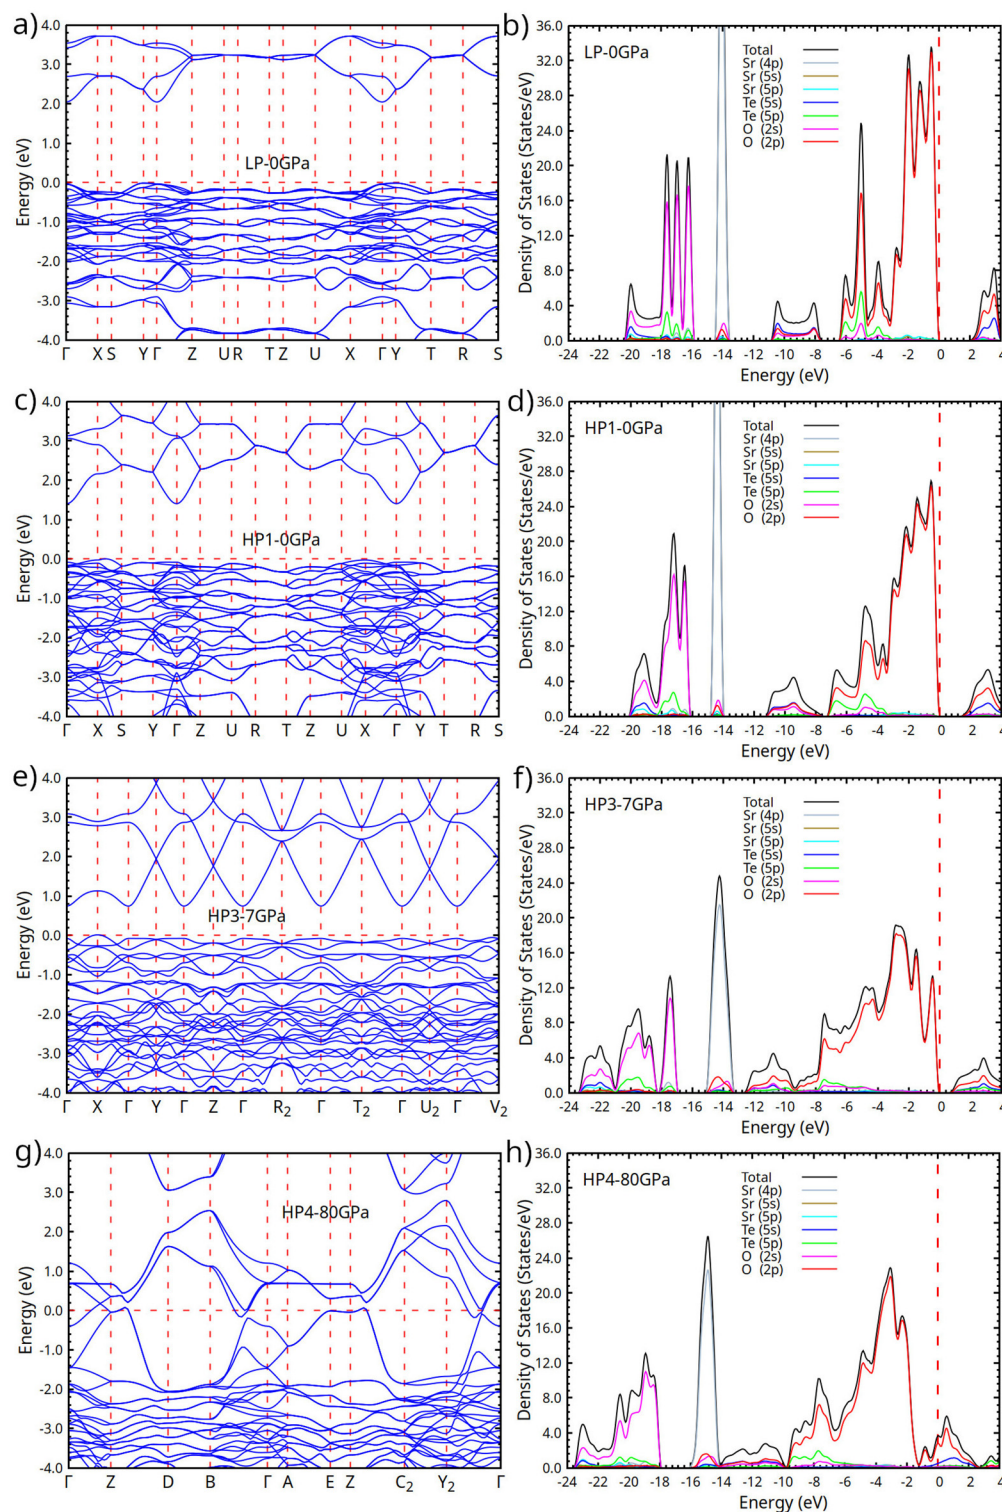 a)
4.0
3.0
2.0
1.0
0.0
-1.0
-2.0
-3.0
-4.0
Energy (eV)
LP-0GPa
Γ X S Y Γ Z U R T Z U X Γ Y T R S
b)
36.0
32.0
28.0
24.0
20.0
16.0
12.0
8.0
4.0
0.0
Density of States (States/eV)
LP-0GPa
Total
Sr (4p)
Sr (5s)
Sr (5p)
Te (5s)
Te (5p)
O (2s)
O (2p)
-24 -22 -20 -18 -16 -14 -12 -10 -8 -6 -4 -2 0 2 4
Energy (eV)
c)
4.0
3.0
2.0
1.0
0.0
-1.0
-2.0
-3.0
-4.0
Energy (eV)
HP1-0GPa
Γ X S Y Γ Z U R T Z U X Γ Y T R S
d)
36.0
32.0
28.0
24.0
20.0
16.0
12.0
8.0
4.0
0.0
Density of States (States/eV)
HP1-0GPa
Total
Sr (4p)
Sr (5s)
Sr (5p)
Te (5s)
Te (5p)
O (2s)
O (2p)
-24 -22 -20 -18 -16 -14 -12 -10 -8 -6 -4 -2 0 2 4
Energy (eV)
e)
4.0
3.0
2.0
1.0
0.0
-1.0
-2.0
-3.0
-4.0
Energy (eV)
HP3-7GPa
Γ X Γ Y Γ Z Γ R₂ Γ T₂ Γ U₂ Γ V₂
f)
36.0
32.0
28.0
24.0
20.0
16.0
12.0
8.0
4.0
0.0
Density of States (States/eV)
HP3-7GPa
Total
Sr (4p)
Sr (5s)
Sr (5p)
Te (5s)
Te (5p)
O (2s)
O (2p)
-24 -22 -20 -18 -16 -14 -12 -10 -8 -6 -4 -2 0 2 4
Energy (eV)
g)
4.0
3.0
2.0
1.0
0.0
-1.0
-2.0
-3.0
-4.0
Energy (eV)
HP4-80GPa
Γ Z D B Γ A E Z C₂ Y₂ Γ
h)
36.0
32.0
28.0
24.0
20.0
16.0
12.0
8.0
4.0
0.0
Density of States (States/eV)
HP4-80GPa
Total
Sr (4p)
Sr (5s)
Sr (5p)
Te (5s)
Te (5p)
O (2s)
O (2p)
-24 -22 -20 -18 -16 -14 -12 -10 -8 -6 -4 -2 0 2 4
Energy (eV)